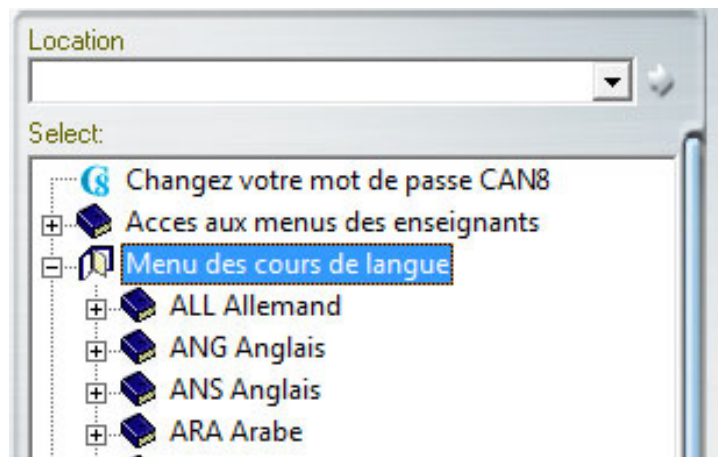 Location
Select:
Changez votre mot de passe CAN8
Acces aux menus des enseignants
Menu des cours de langue
ALL Allemand
ANG Anglais
ANS Anglais
ARA Arabe